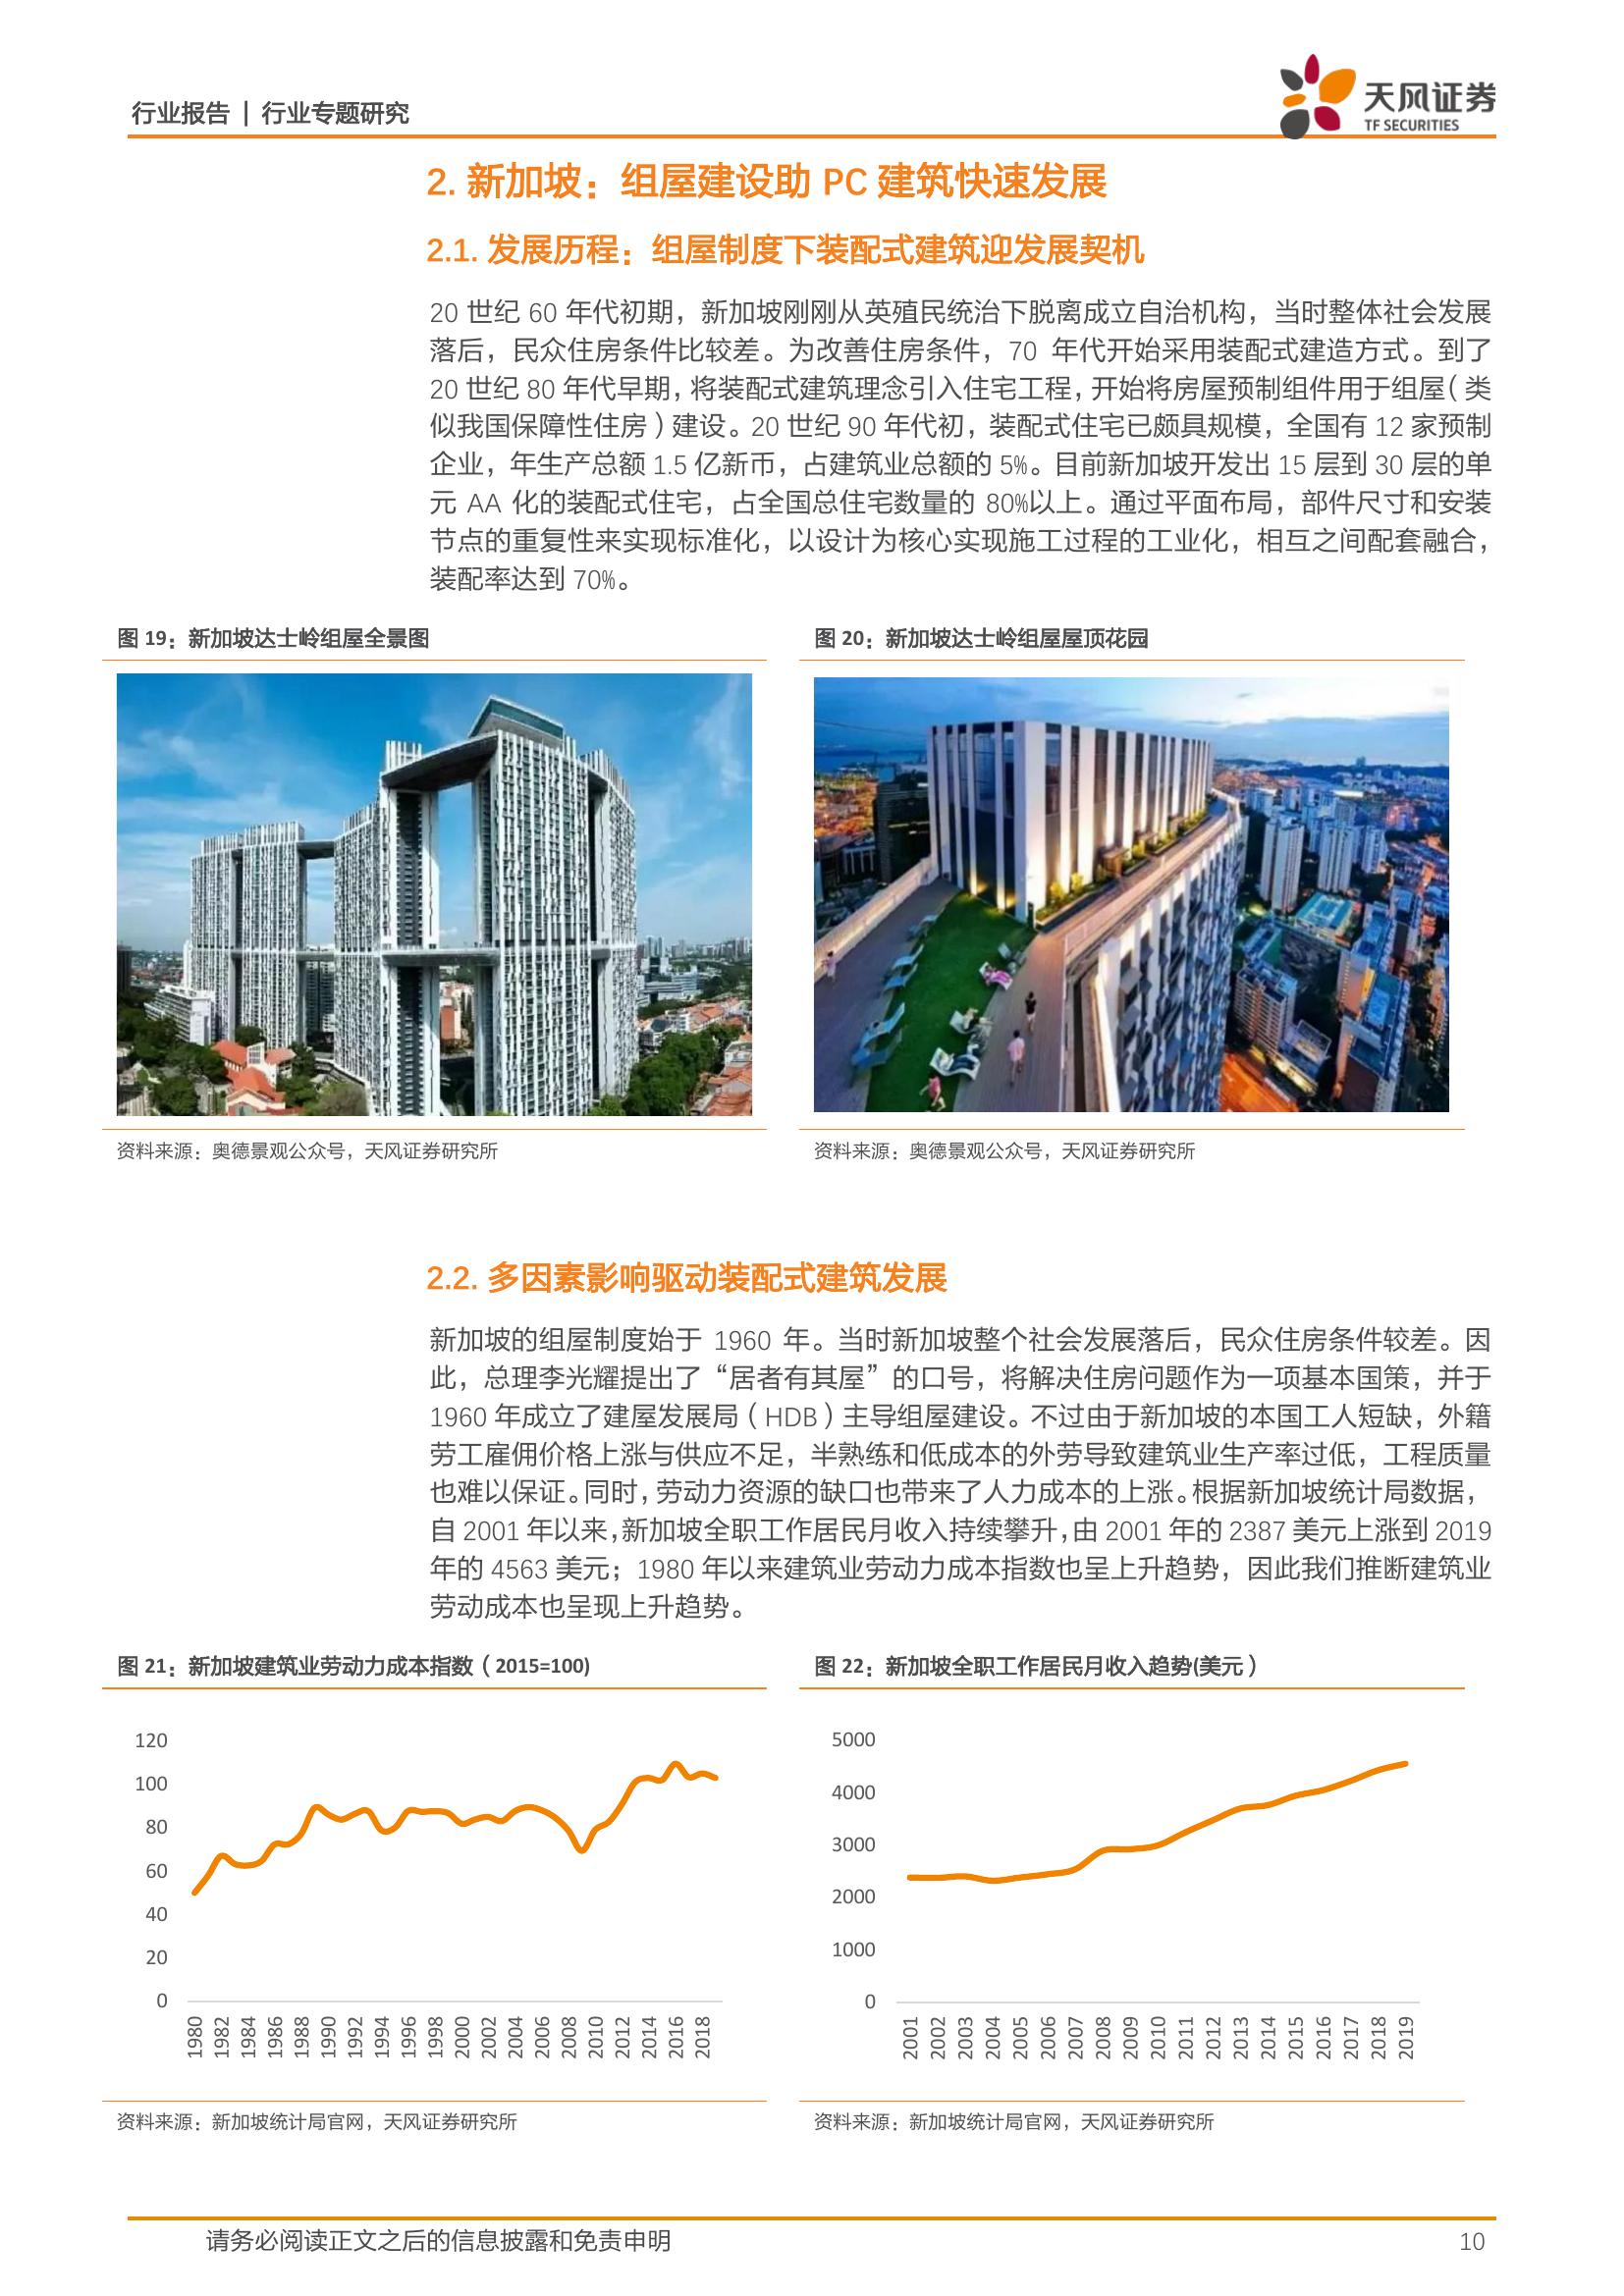 行业报告 | 行业专题研究
天风证券
TF SECURITIES
2. 新加坡：组屋建设助 PC 建筑快速发展
2.1. 发展历程：组屋制度下装配式建筑迎发展契机
20 世纪 60 年代初期，新加坡刚刚从英殖民统治下脱离成立自治机构，当时整体社会发展
落后，民众住房条件比较差。为改善住房条件，70 年代开始采用装配式建造方式。到了
20 世纪 80 年代早期，将装配式建筑理念引入住宅工程，开始将房屋预制组件用于组屋（类
似我国保障性住房）建设。20 世纪 90 年代初，装配式住宅已颇具规模，全国有 12 家预制
企业，年生产总额 1.5 亿新币，占建筑业总额的 5%。目前新加坡开发出 15 层到 30 层的单
元 AA 化的装配式住宅，占全国总住宅数量的 80%以上。通过平面布局，部件尺寸和安装
节点的重复性来实现标准化，以设计为核心实现施工过程的工业化，相互之间配套融合，
装配率达到 70%。
图 19：新加坡达士岭组屋全景图
图 20：新加坡达士岭组屋屋顶花园
资料来源：奥德景观公众号，天风证券研究所
资料来源：奥德景观公众号，天风证券研究所
2.2. 多因素影响驱动装配式建筑发展
新加坡的组屋制度始于 1960 年。当时新加坡整个社会发展落后，民众住房条件较差。因
此，总理李光耀提出了“居者有其屋”的口号，将解决住房问题作为一项基本国策，并于
1960 年成立了建屋发展局（HDB）主导组屋建设。不过由于新加坡的本国工人短缺，外籍
劳工雇佣价格上涨与供应不足，半熟练和低成本的外劳导致建筑业生产率过低，工程质量
也难以保证。同时，劳动力资源的缺口也带来了人力成本的上涨。根据新加坡统计局数据，
自 2001 年以来，新加坡全职工作居民月收入持续攀升，由 2001 年的 2387 美元上涨到 2019
年的 4563 美元；1980 年以来建筑业劳动力成本指数也呈上升趋势，因此我们推断建筑业
劳动成本也呈现上升趋势。
图 21：新加坡建筑业劳动力成本指数（2015=100)
120
100
80
60
40
20
0
1980 1982 1984 1986 1988 1990 1992 1994 1996 1998 2000 2002 2004 2006 2008 2010 2012 2014 2016 2018
图 22：新加坡全职工作居民月收入趋势(美元）
5000
4000
3000
2000
1000
0
2001 2002 2003 2004 2005 2006 2007 2008 2009 2010 2011 2012 2013 2014 2015 2016 2017 2018 2019
资料来源：新加坡统计局官网，天风证券研究所
资料来源：新加坡统计局官网，天风证券研究所
请务必阅读正文之后的信息披露和免责申明
10